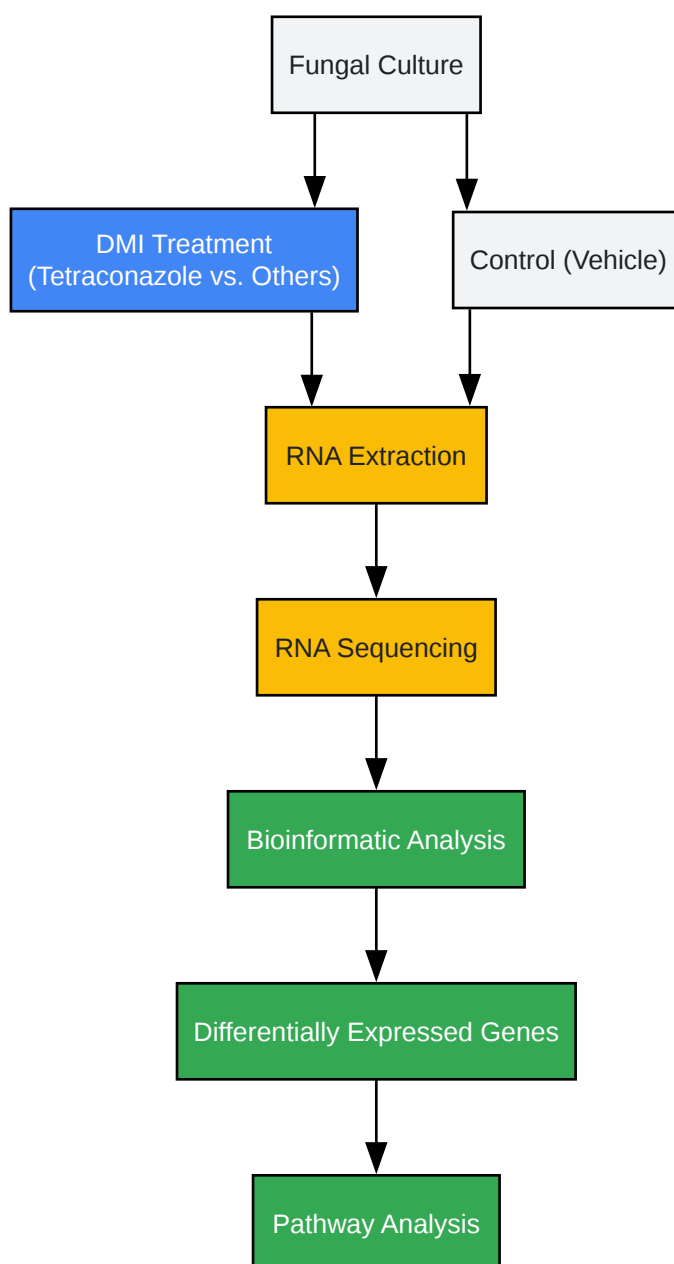 Fungal Culture
DMI Treatment
(Tetraconazole vs. Others)
Control (Vehicle)
RNA Extraction
RNA Sequencing
Bioinformatic Analysis
Differentially Expressed Genes
Pathway Analysis